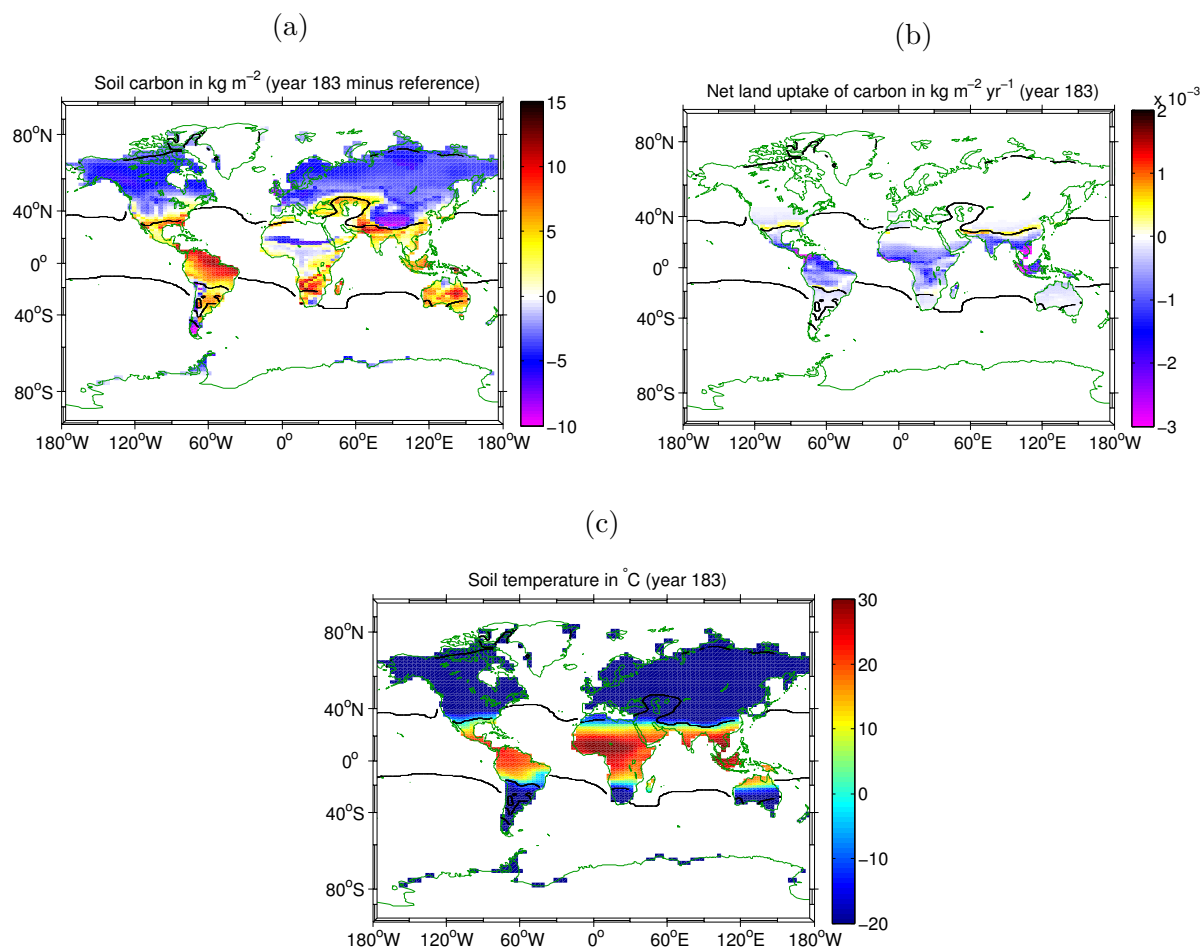 (a)
Soil carbon in kg m⁻² (year 183 minus reference)
80°N
40°N
0°
40°S
80°S
180°W 120°W 60°W 0° 60°E 120°E 180°W
15
10
5
0
−5
−10
(b)
Net land uptake of carbon in kg m⁻² yr⁻¹ (year 183)
x 10⁻³
80°N
40°N
0°
40°S
80°S
180°W 120°W 60°W 0° 60°E 120°E 180°W
2
1
0
−1
−2
−3
(c)
Soil temperature in °C (year 183)
80°N
40°N
0°
40°S
80°S
180°W 120°W 60°W 0° 60°E 120°E 180°W
30
20
10
0
−10
−20